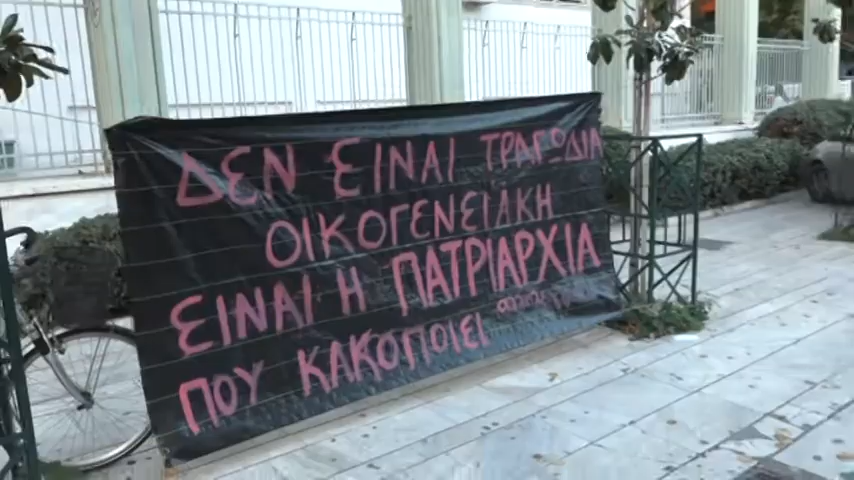 ΔΕΝ ΕΙΝΑΙ ΤΡΑΓΩΔΙΑ
ΟΙΚΟΓΕΝΕΙΑΚΗ
ΕΙΝΑΙ Η ΠΑΤΡΙΑΡΧΙΑ
ΠΟΥ ΚΑΚΟΠΟΙΕΙ